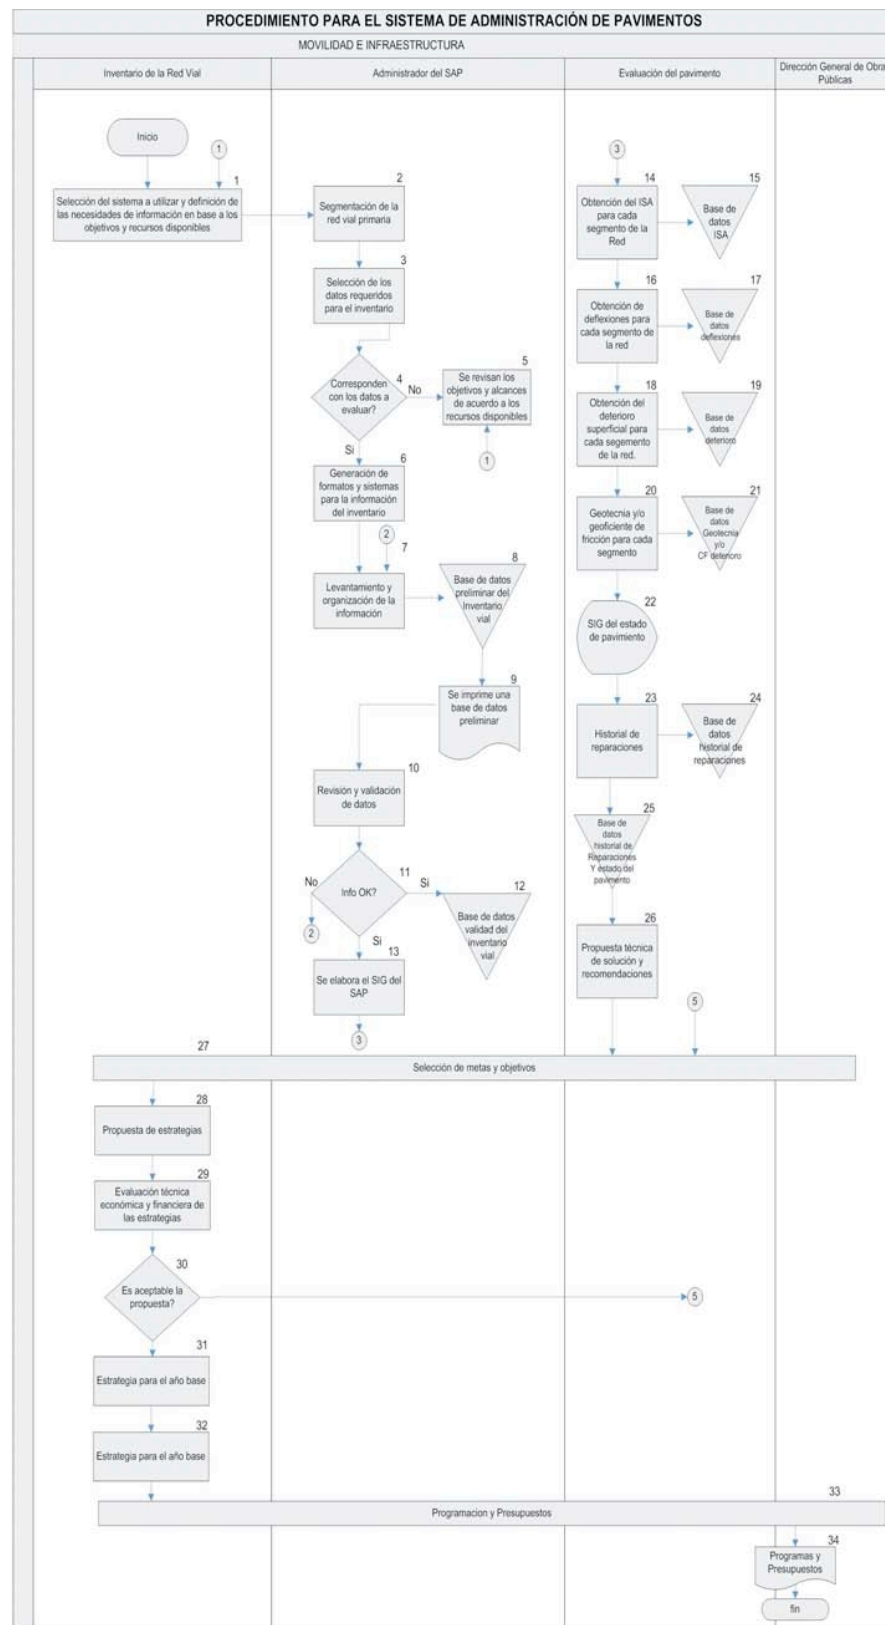 PROCEDIMIENTO PARA EL SISTEMA DE ADMINISTRACIÓN DE PAVIMENTOS
MOVILIDAD E INFRAESTRUCTURA
Inventario de la Red Vial
Administrador del SAP
Evaluación del pavimento
Dirección General de Obra
Públicas
Inicio
1
1
Selección del sistema a utilizar y definición de
las necesidades de información en base a los
objetivos y recursos disponibles
2
Segmentación de la
red vial primaria
3
Selección de los
datos requeridos
para el inventario
4
Corresponden
con los datos a
evaluar?
No
5
Se revisan los
objetivos y alcances
de acuerdo a los
recursos disponibles
1
Si
6
Generación de
formatos y sistemas
para la información
del inventario
2
7
Levantamiento y
organización de la
información
8
Base de datos
preliminar del
Inventario
vial
9
Se imprime una
base de datos
preliminar
10
Revisión y validación
de datos
11
Info OK?
No
2
Si
12
Base de datos
validad del
inventario
vial
Si
13
Se elabora el SIG del
SAP
3
3
14
Obtención del ISA
para cada
segmento de la
Red
15
Base de
datos
ISA
16
Obtención de
deflexiones para
cada segmento de
la red
17
Base de
datos
deflexiones
18
Obtención del
deterioro
superficial para
cada segemento
de la red.
19
Base de
datos
deterioro
20
Geotecnia y/o
geoficiente de
fricción para cada
segmento
21
Base de
datos
Geotecnia
y/o
CF deterioro
22
SIG del estado
de pavimiento
23
Historial de
reparaciones
24
Base de
datos
historial de
reparaciones
25
Base de
datos
historial de
Reparaciones
Y estado del
pavimento
26
Propuesta técnica
de solución y
recomendaciones
5
27
Selección de metas y objetivos
28
Propuesta de estrategias
29
Evaluación técnica
económica y financiera de
las estrategias
30
Es aceptable la
propuesta?
5
31
Estrategia para el año base
32
Estrategia para el año base
33
Programacion y Presupuestos
34
Programas y
Presupuestos
fin